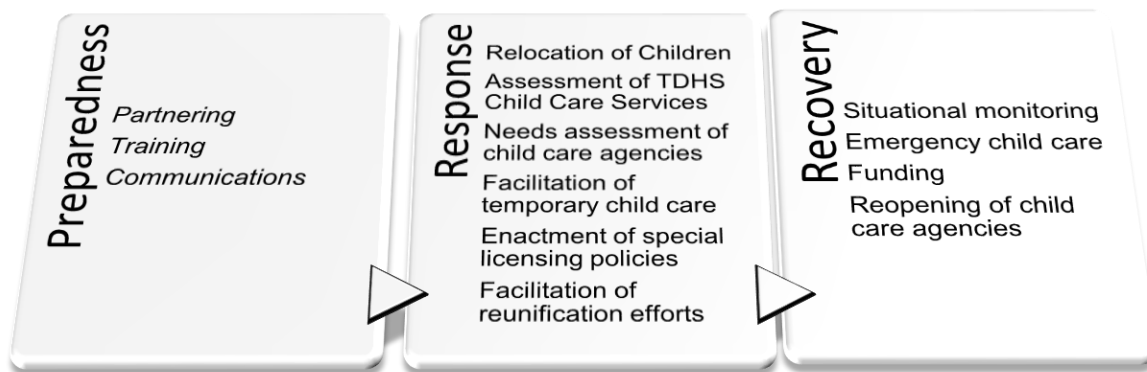 Preparedness
Partnering
Training
Communications
Response
Relocation of Children
Assessment of TDHS
Child Care Services
Needs assessment of
child care agencies
Facilitation of
temporary child care
Enactment of special
licensing policies
Facilitation of
reunification efforts
Recovery
Situational monitoring
Emergency child care
Funding
Reopening of child
care agencies